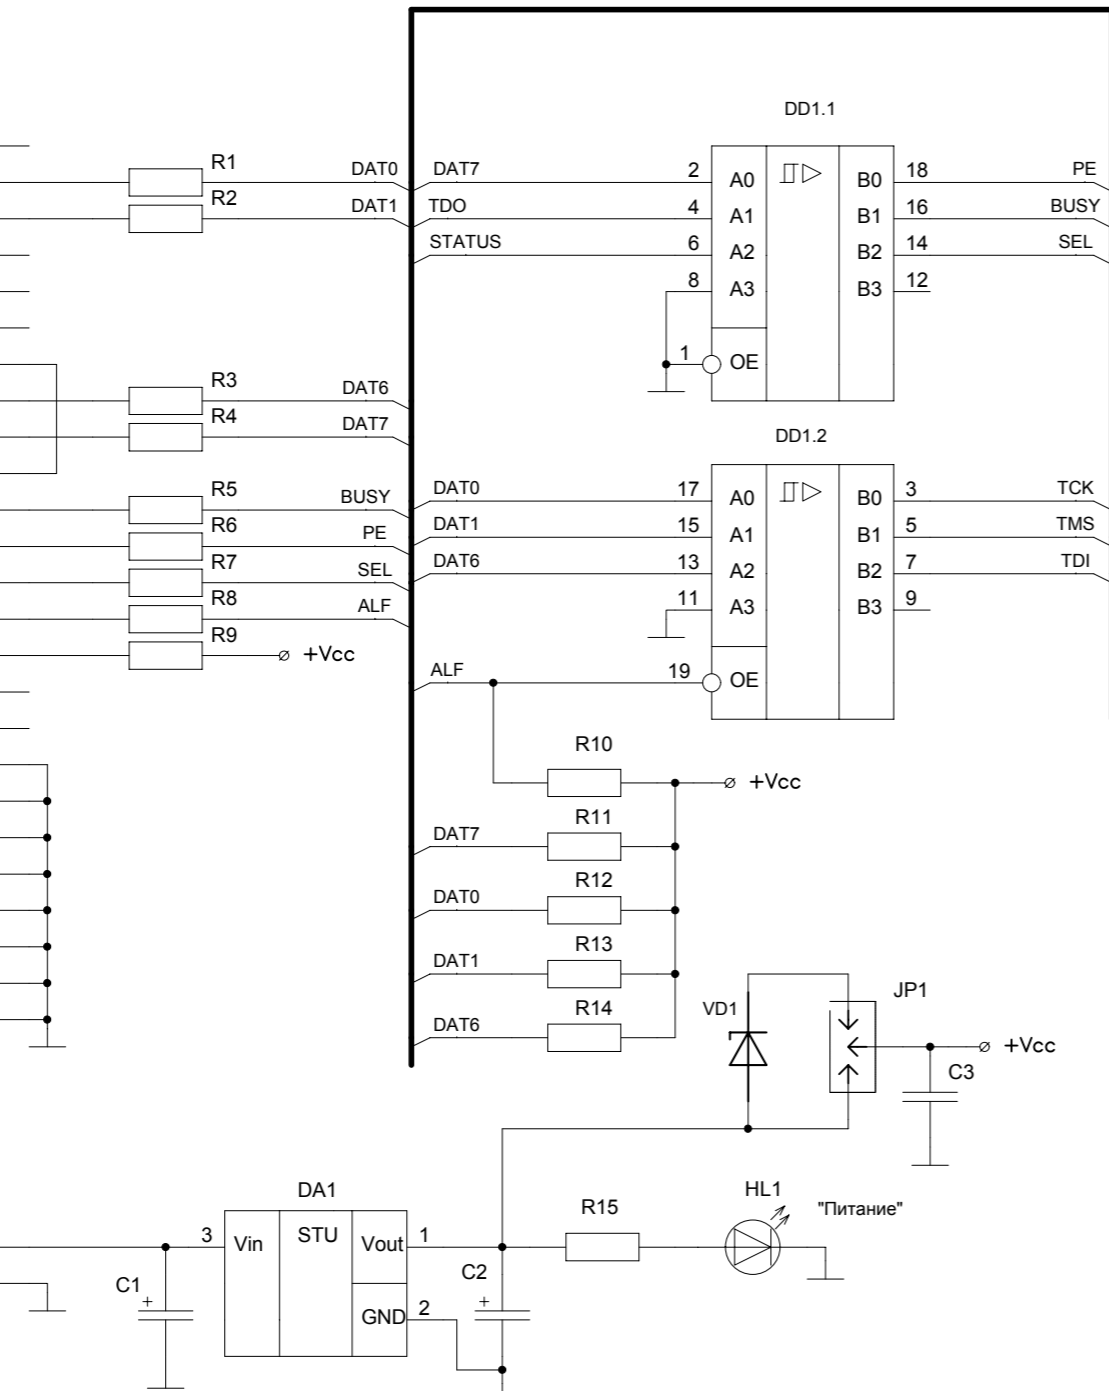 DD1.1
R1 DAT0 DAT7 2 A0 B0 18 PE
R2 DAT1 TDO 4 A1 B1 16 BUSY
STATUS 6 A2 B2 14 SEL
8 A3 B3 12
1 OE
R3 DAT6
R4 DAT7
DD1.2
R5 BUSY DAT0 17 A0 B0 3 TCK
R6 PE DAT1 15 A1 B1 5 TMS
R7 SEL DAT6 13 A2 B2 7 TDI
R8 ALF 11 A3 B3 9
R9 +Vcc
ALF 19 OE
R10 +Vcc
R11 DAT7
R12 DAT0
R13 DAT1
R14 DAT6
VD1 JP1
+Vcc
C3
DA1 HL1
R15 "Питание"
3 Vin STU Vout 1
C1 + GND 2 C2 +